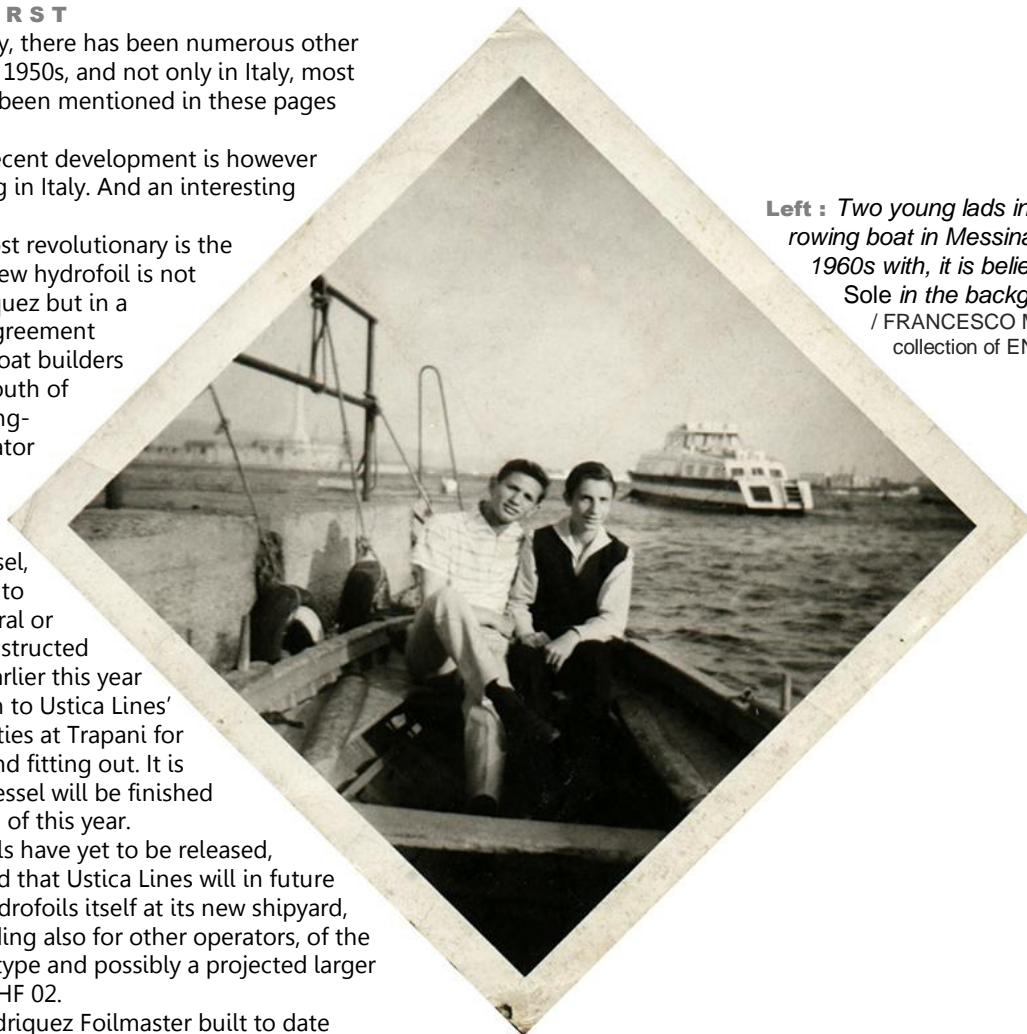 R S T
y, there has been numerous other
1950s, and not only in Italy, most
been mentioned in these pages
ecent development is however
g in Italy. And an interesting
ost revolutionary is the
ew hydrofoil is not
quez but in a
greement
oat builders
outh of
ng-
ator
sel,
to
ral or
structed
arlier this year
n to Ustica Lines’
ties at Trapani for
nd fitting out. It is
essel will be finished
of this year.
ls have yet to be released,
d that Ustica Lines will in future
drofoils itself at its new shipyard,
ding also for other operators, of the
type and possibly a projected larger
HF 02.
driquez Foilmaster built to date
Left : Two young lads in
rowing boat in Messina
1960s with, it is belie
Sole in the backg
/ FRANCESCO M
collection of EN